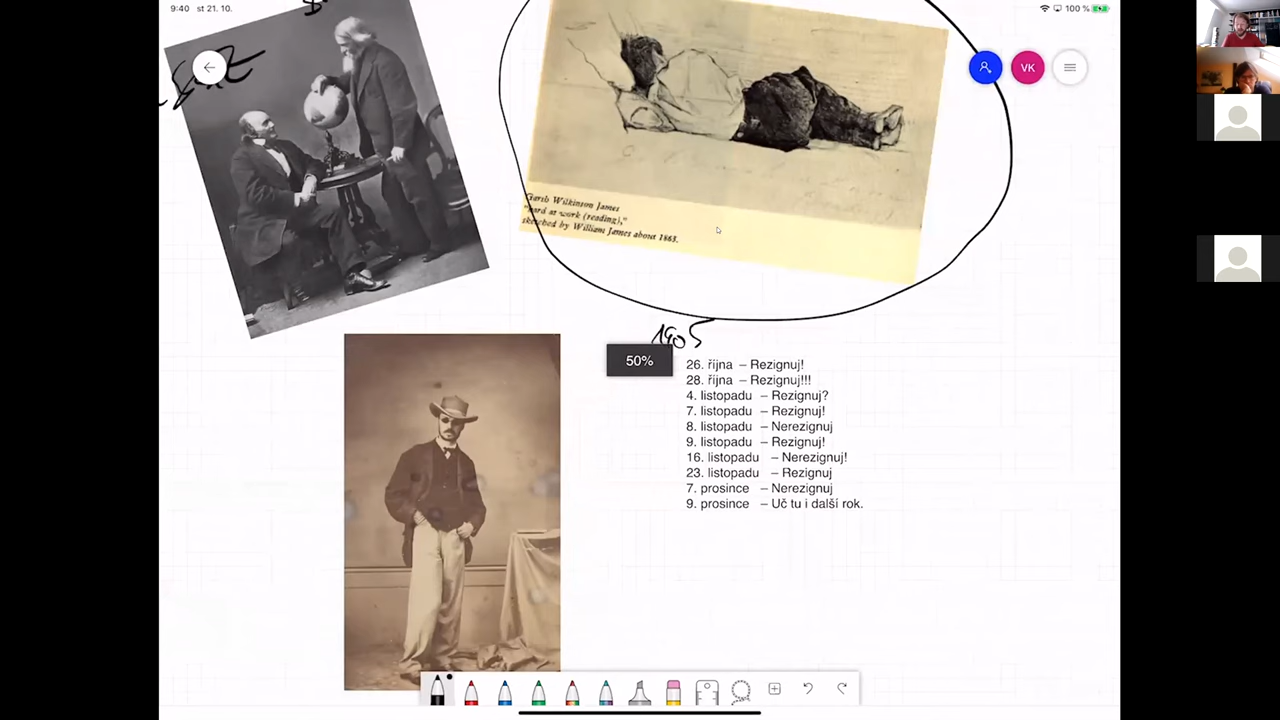 9:40 st 21. 10.
100 %
VK
Garth Wilkinson James
"hard at work (reading),"
sketched by William James about 1863.
1905
50%
26. října – Rezignuj!
28. října – Rezignuj!!!
4. listopadu – Rezignuj?
7. listopadu – Rezignuj!
8. listopadu – Nerezignuj
9. listopadu – Rezignuj!
16. listopadu – Nerezignuj!
23. listopadu – Rezignuj
7. prosince – Nerezignuj
9. prosince – Uč tu i další rok.